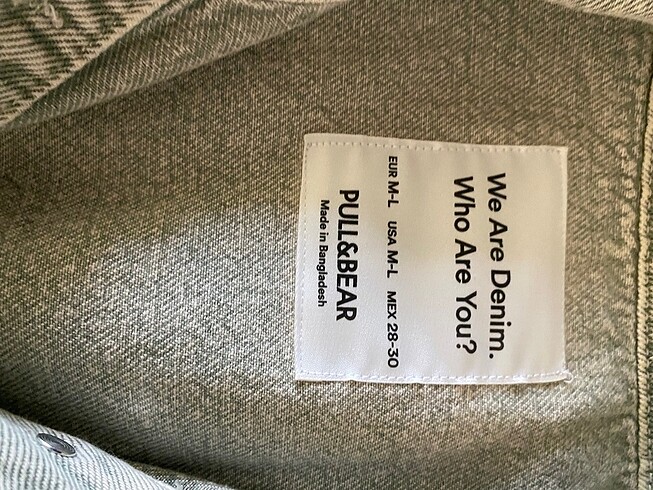 We Are Denim.
Who Are You?
EUR M-L USA M-L MEX 28-30
PULL&BEAR
Made in Bangladesh